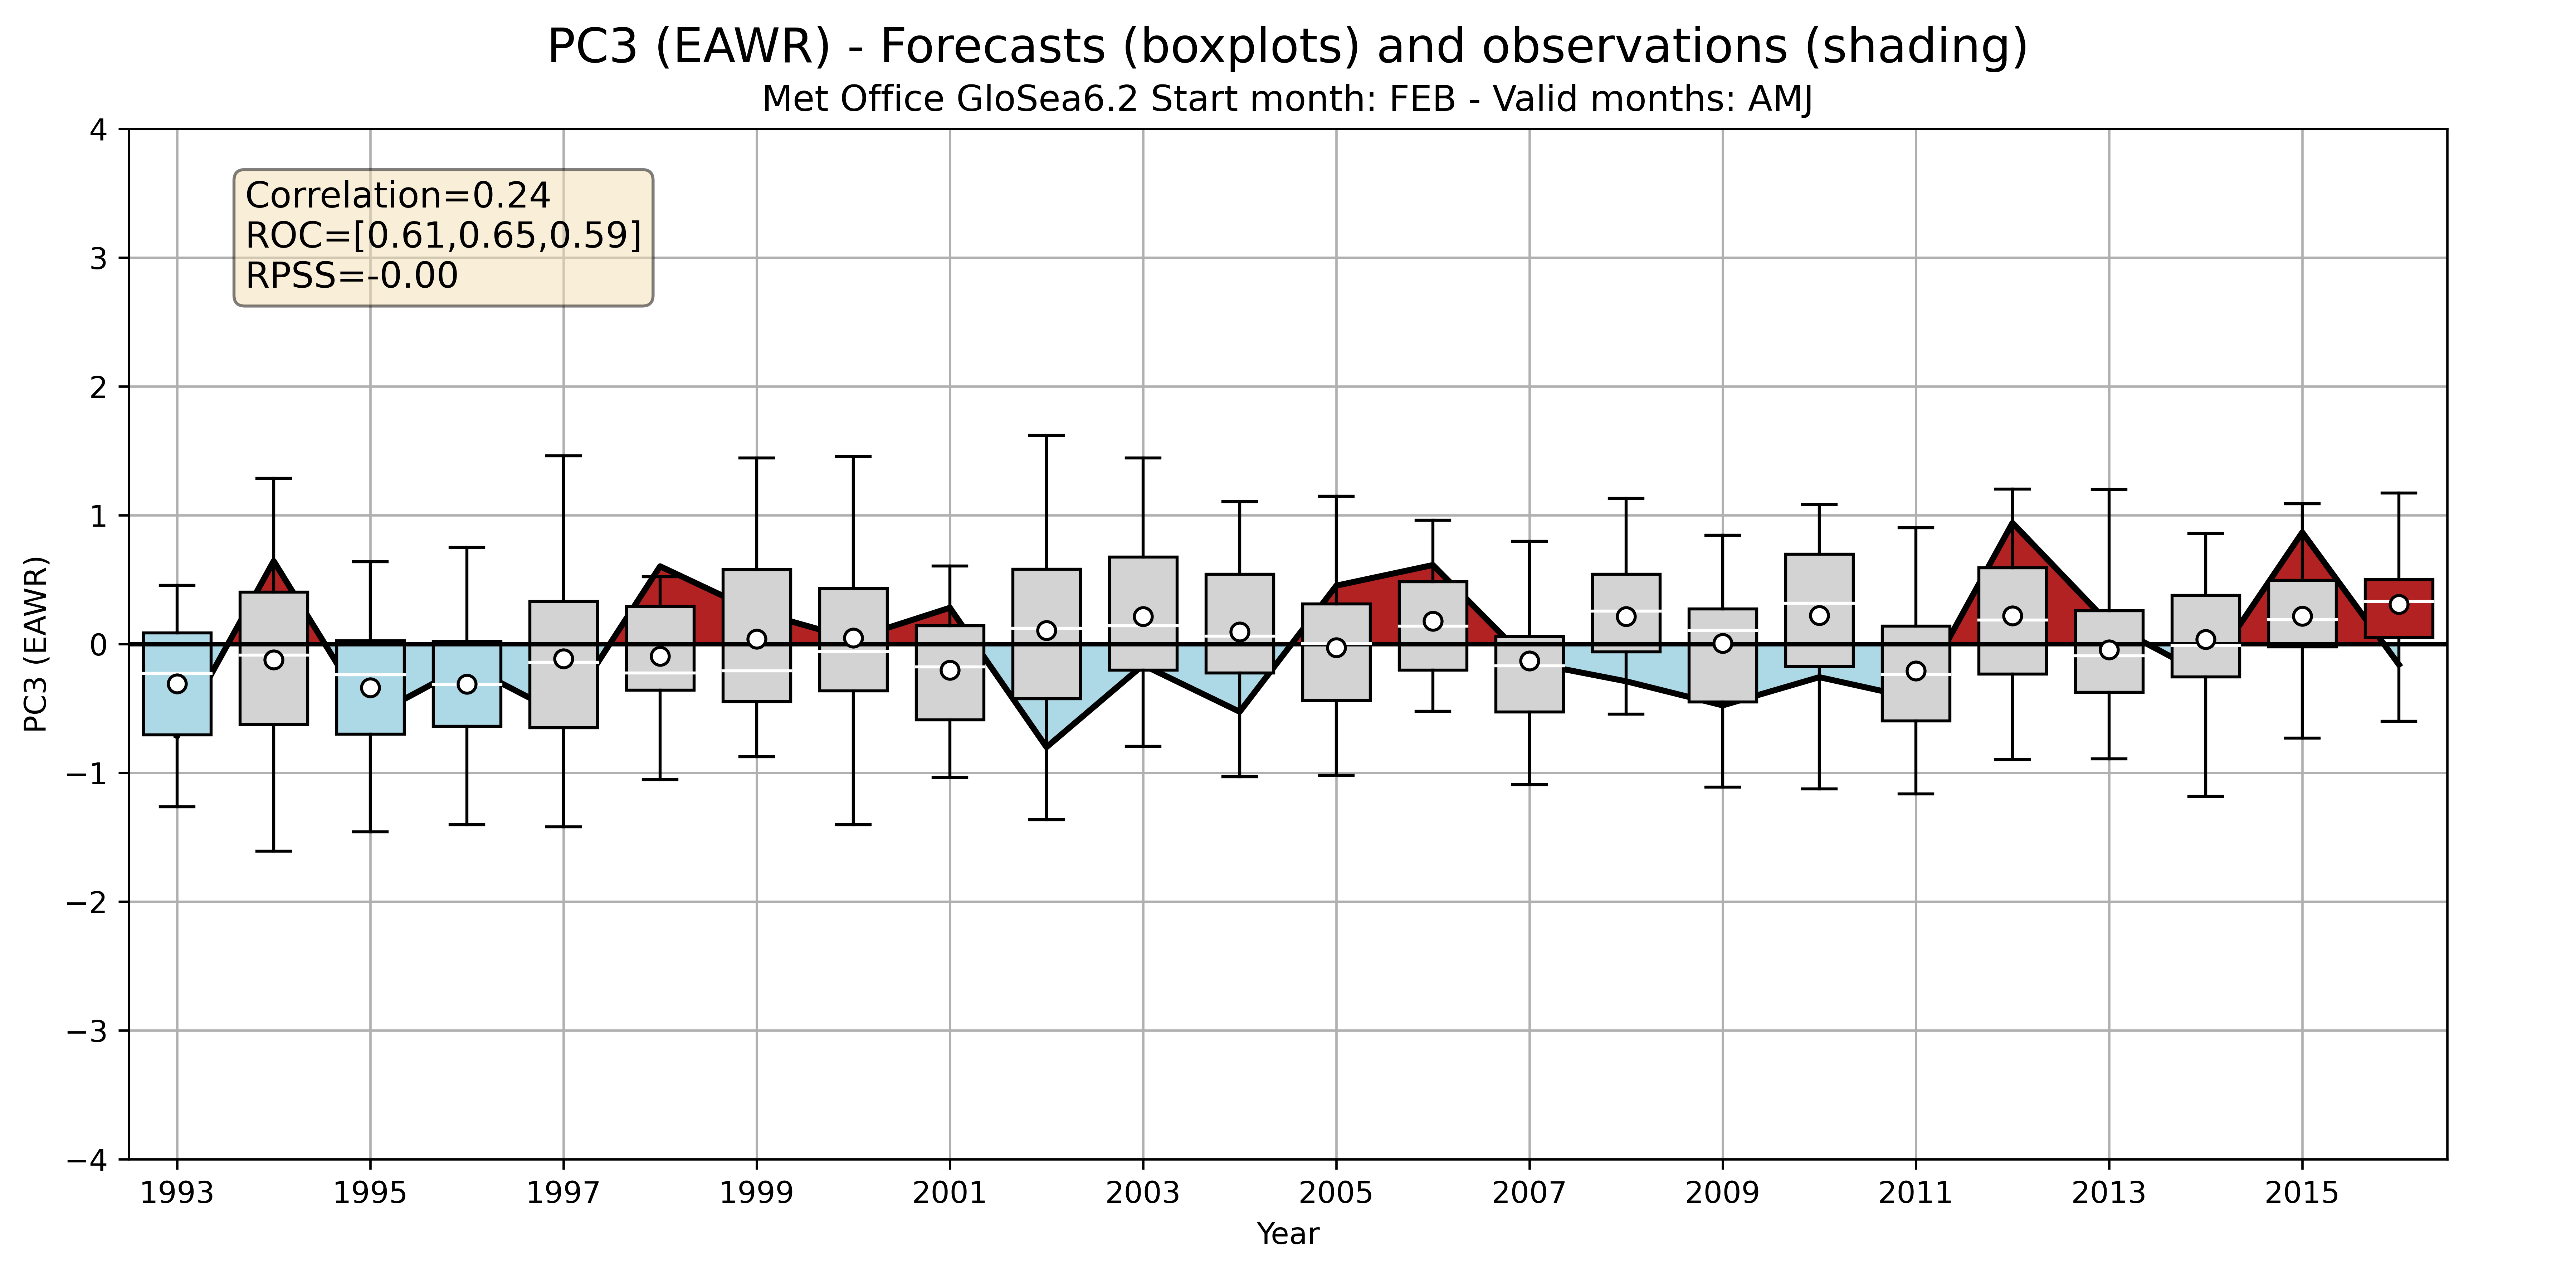 PC3 (EAWR) - Forecasts (boxplots) and observations (shading)
Met Office GloSea6.2 Start month: FEB - Valid months: AMJ
Correlation=0.24
ROC=[0.61,0.65,0.59]
RPSS=-0.00
PC3 (EAWR)
4
3
2
1
0
−1
−2
−3
−4
1993 1995 1997 1999 2001 2003 2005 2007 2009 2011 2013 2015
Year